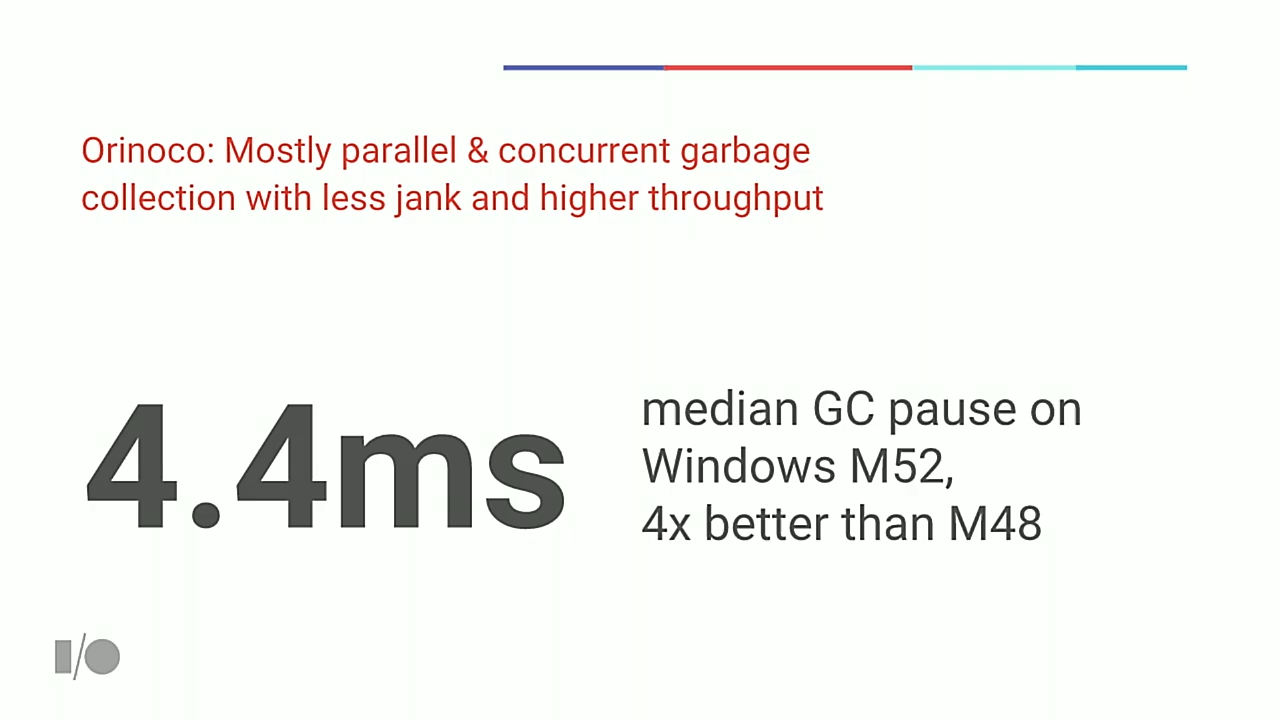 Orinoco: Mostly parallel & concurrent garbage
collection with less jank and higher throughput
4.4ms
median GC pause on
Windows M52,
4x better than M48
I/O